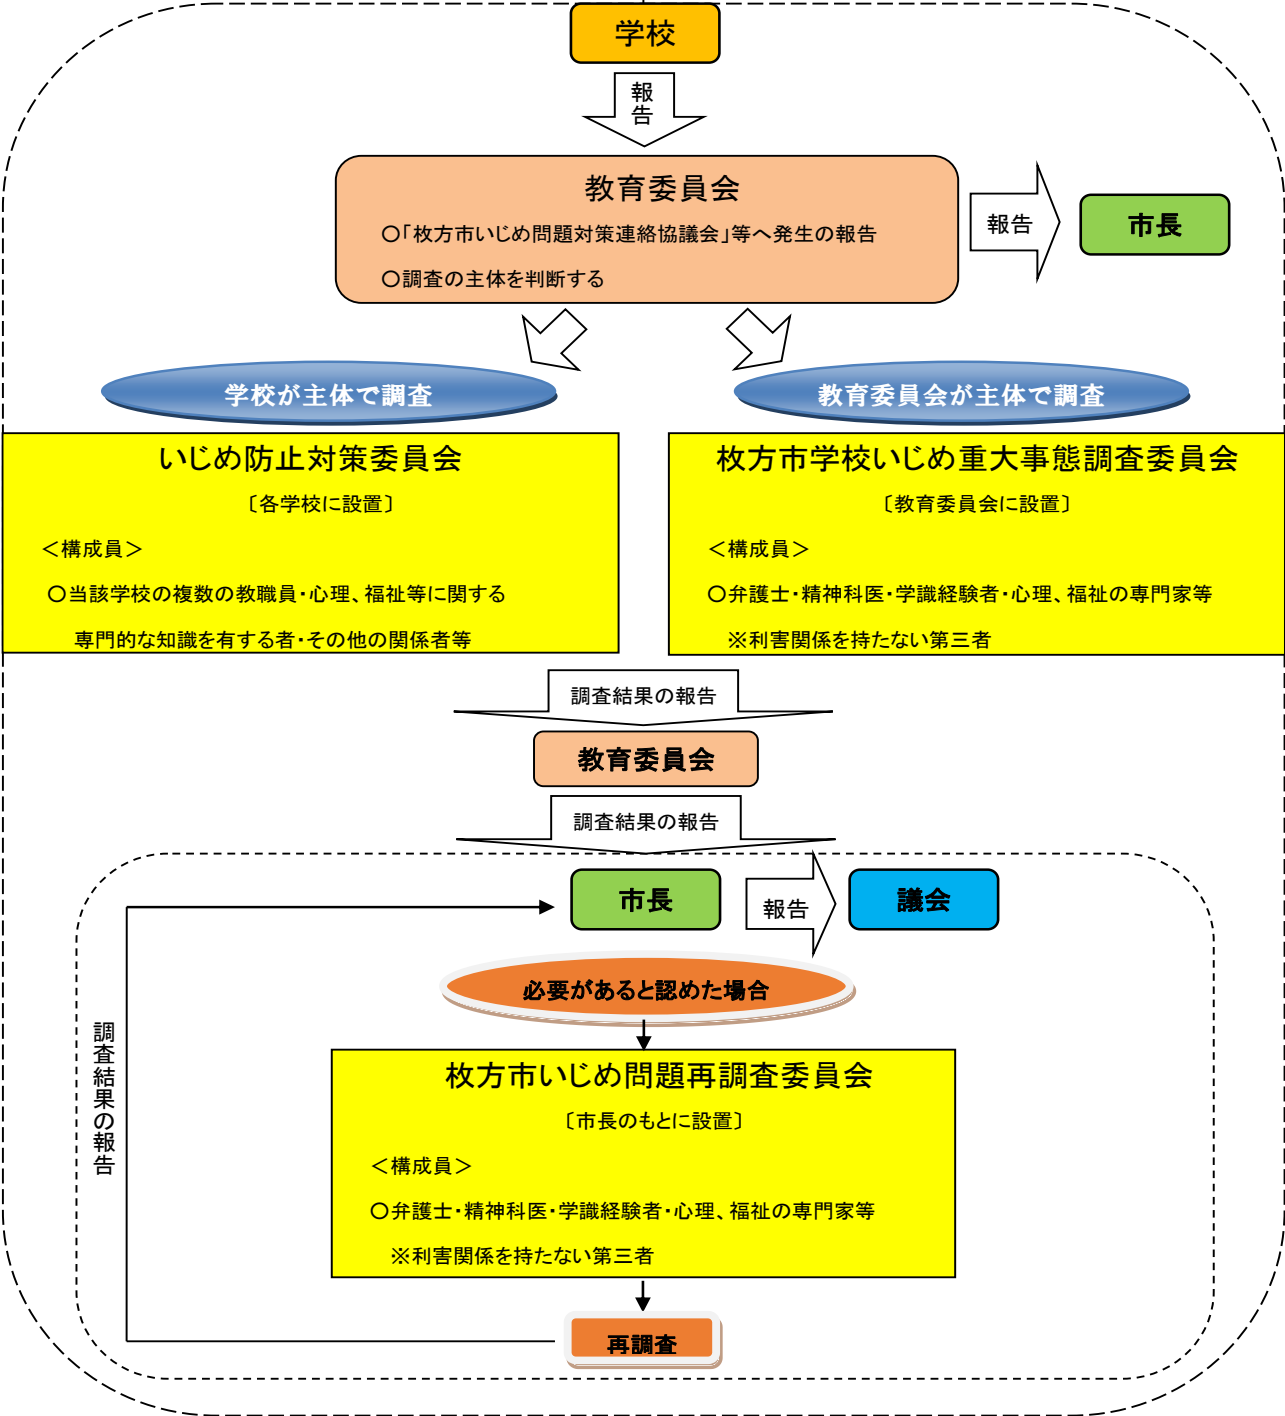 学校
報告
教育委員会
〇「枚方市いじめ問題対策連絡協議会」等へ発生の報告
〇調査の主体を判断する
報告
市長
学校が主体で調査
教育委員会が主体で調査
いじめ防止対策委員会
〔各学校に設置〕
＜構成員＞
〇当該学校の複数の教職員・心理、福祉等に関する
専門的な知識を有する者・その他の関係者等
枚方市学校いじめ重大事態調査委員会
〔教育委員会に設置〕
＜構成員＞
〇弁護士・精神科医・学識経験者・心理、福祉の専門家等
※利害関係を持たない第三者
調査結果の報告
教育委員会
調査結果の報告
市長
報告
議会
必要があると認めた場合
枚方市いじめ問題再調査委員会
〔市長のもとに設置〕
＜構成員＞
〇弁護士・精神科医・学識経験者・心理、福祉の専門家等
※利害関係を持たない第三者
再調査
調査結果の報告